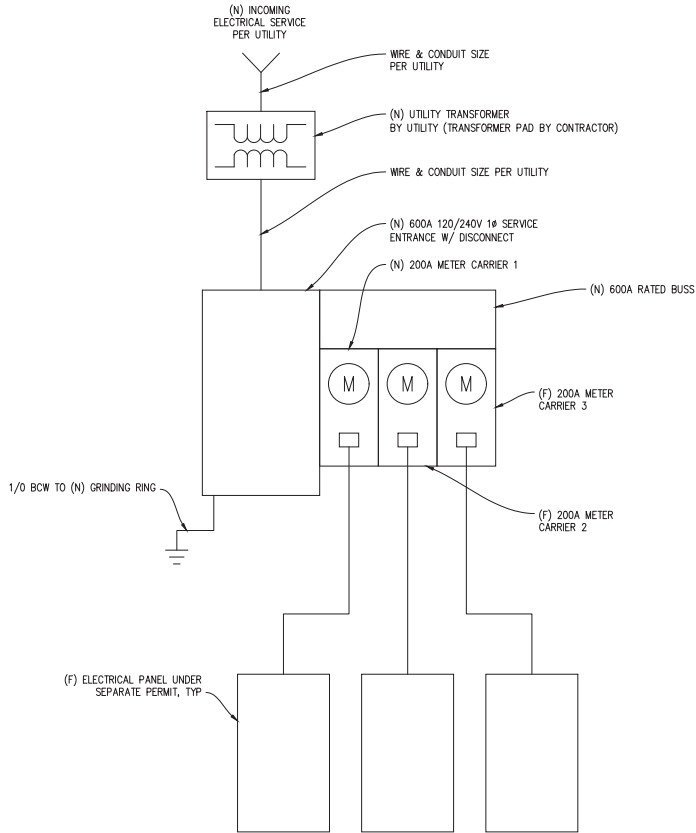 (N) INCOMING
ELECTRICAL SERVICE
PER UTILITY
WIRE & CONDUIT SIZE
PER UTILITY
(N) UTILITY TRANSFORMER
BY UTILITY (TRANSFORMER PAD BY CONTRACTOR)
WIRE & CONDUIT SIZE PER UTILITY
(N) 600A 120/240V 1ø SERVICE
ENTRANCE W/ DISCONNECT
(N) 200A METER CARRIER 1
(N) 600A RATED BUSS
M M M
(F) 200A METER
CARRIER 3
1/0 BCW TO (N) GRINDING RING
(F) 200A METER
CARRIER 2
(F) ELECTRICAL PANEL UNDER
SEPARATE PERMIT, TYP